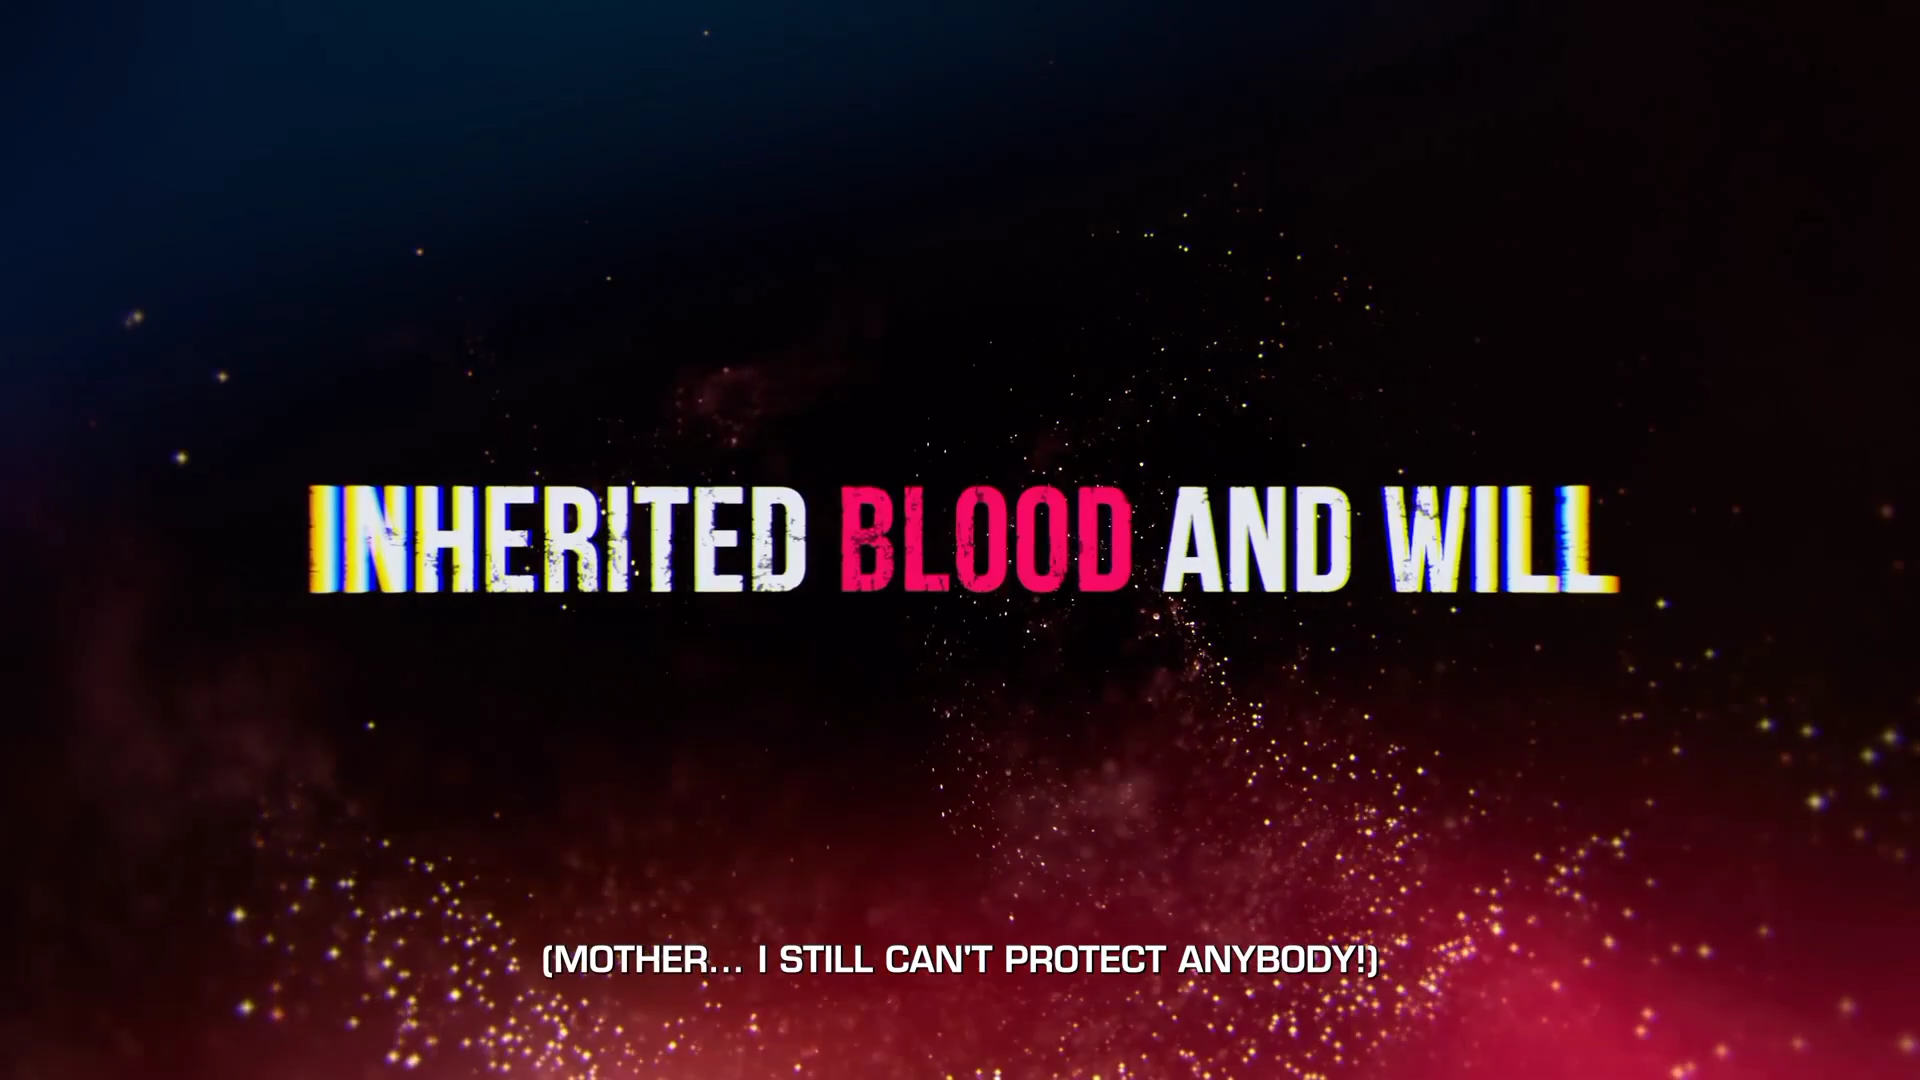 INHERITED BLOOD AND WILL
(MOTHER... I STILL CAN'T PROTECT ANYBODY!)